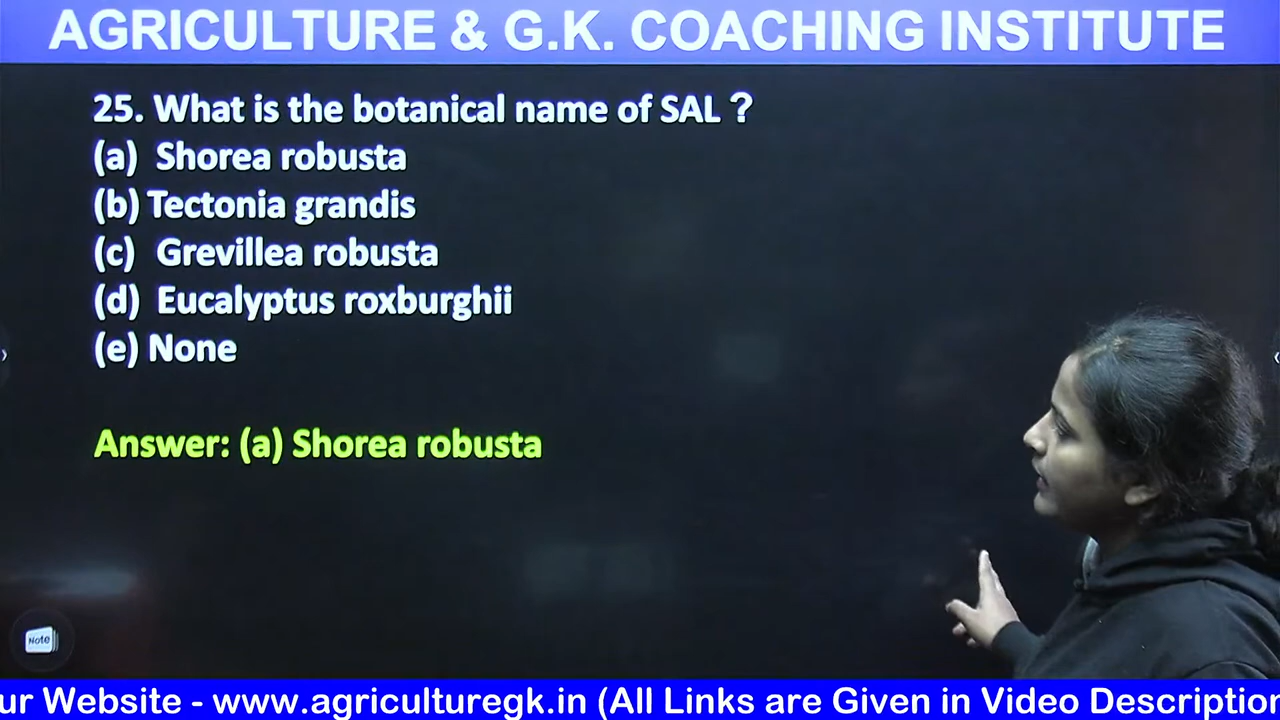 AGRICULTURE & G.K. COACHING INSTITUTE
25. What is the botanical name of SAL ?
(a) Shorea robusta
(b) Tectonia grandis
(c) Grevillea robusta
(d) Eucalyptus roxburghii
(e) None
Answer: (a) Shorea robusta
Note
ur Website - www.agriculturegk.in (All Links are Given in Video Description